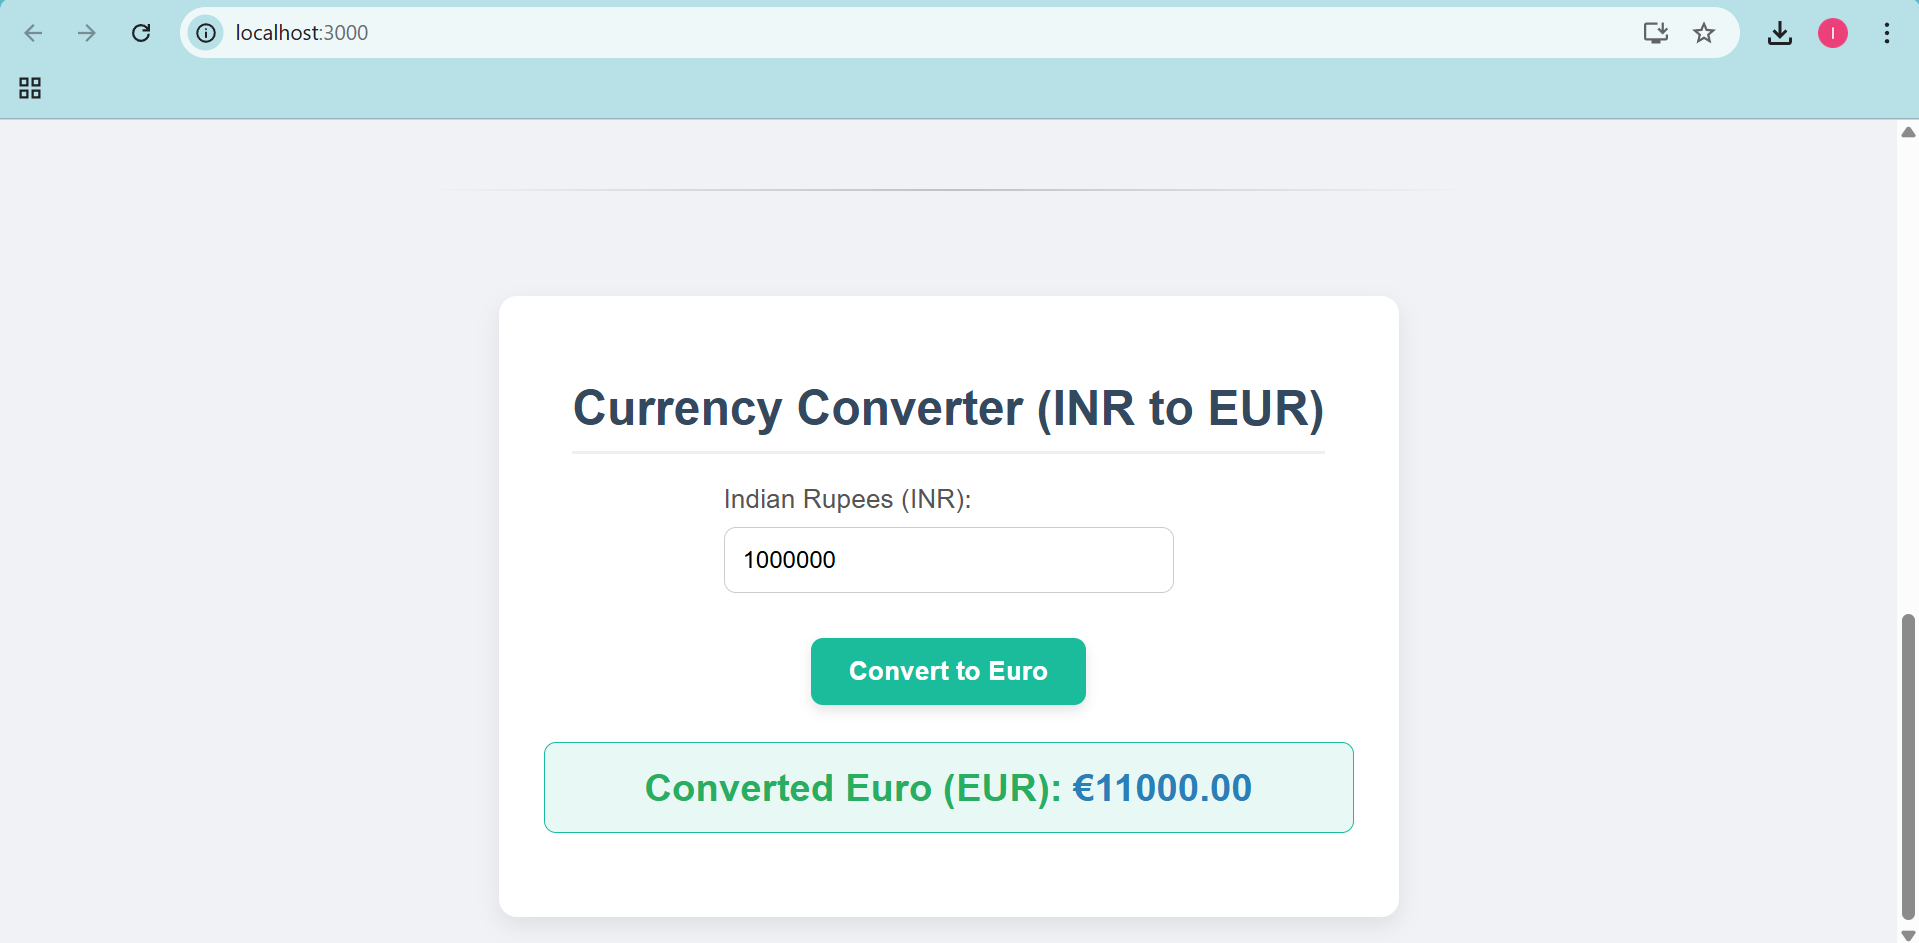 localhost:3000
I
Currency Converter (INR to EUR)
Indian Rupees (INR):
1000000
Convert to Euro
Converted Euro (EUR): €11000.00